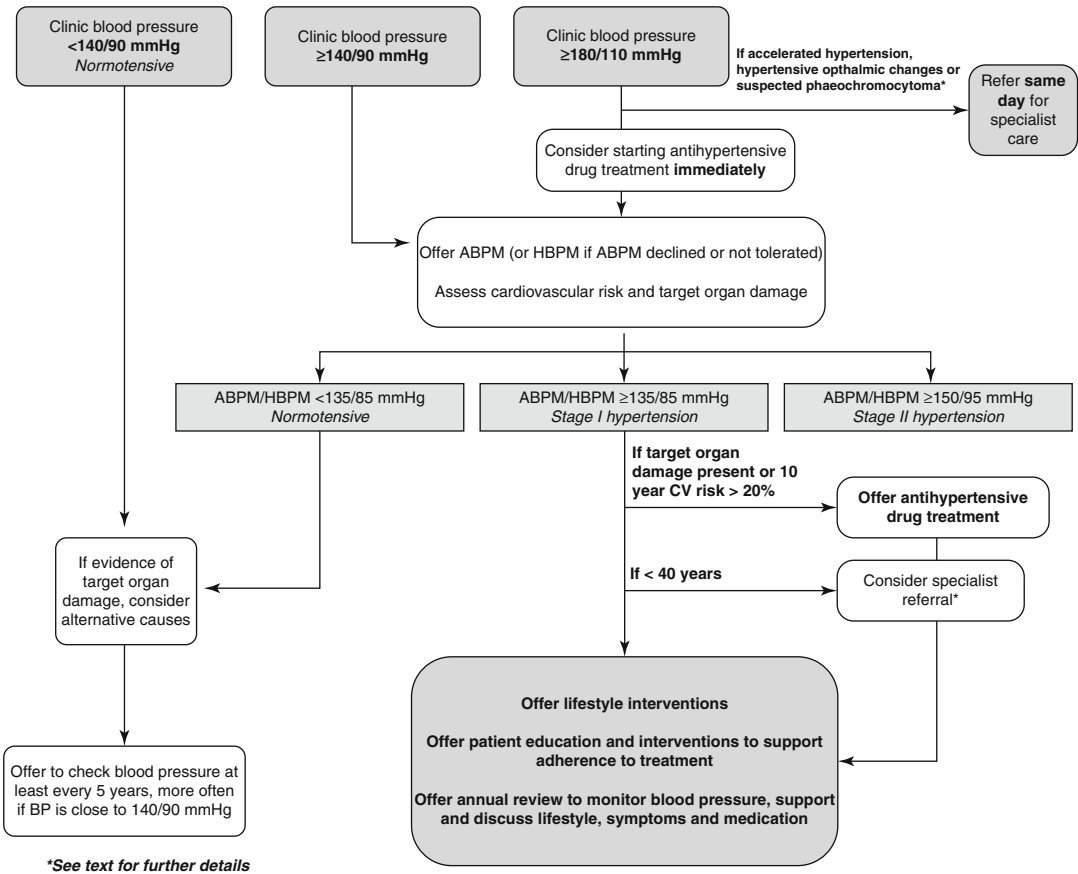 Clinic blood pressure
<140/90 mmHg
Normotensive
Clinic blood pressure
≥140/90 mmHg
Clinic blood pressure
≥180/110 mmHg
If accelerated hypertension,
hypertensive opthalmic changes or
suspected phaeochromcytoma*
Refer same
day for
specialist
care
Consider starting antihypertensive
drug treatment immediately
Offer ABPM (or HBPM if ABPM declined or not tolerated)
Assess cardiovascular risk and target organ damage
ABPM/HBPM <135/85 mmHg
Normotensive
ABPM/HBPM ≥135/85 mmHg
Stage I hypertension
ABPM/HBPM ≥150/95 mmHg
Stage II hypertension
If target organ
damage present or 10
year CV risk > 20%
Offer antihypertensive
drug treatment
If evidence of
target organ
damage, consider
alternative causes
If < 40 years
Consider specialist
referral*
Offer lifestyle interventions
Offer patient education and interventions to support
adherence to treatment
Offer annual review to monitor blood pressure, support
and discuss lifestyle, symptoms and medication
Offer to check blood pressure at
least every 5 years, more often
if BP is close to 140/90 mmHg
*See text for further details